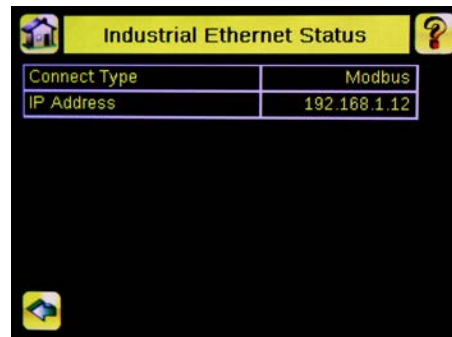 Industrial Ethernet Status
Connect Type Modbus
IP Address 192.168.1.12